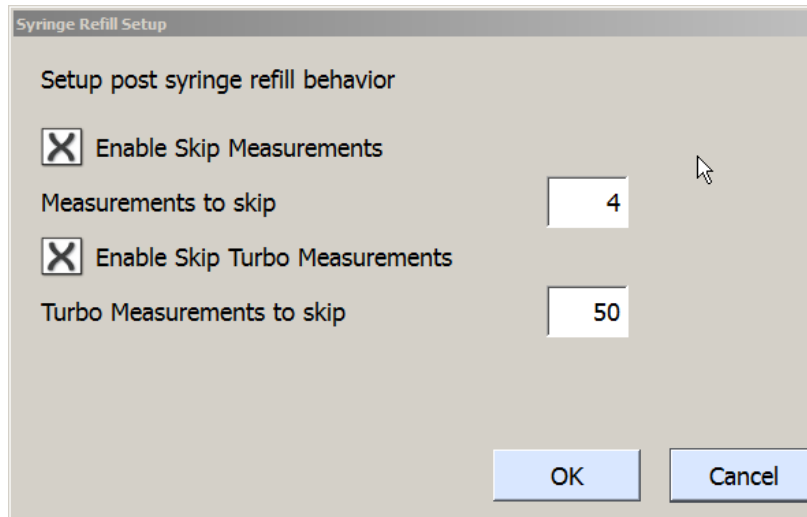 Syringe Refill Setup
Setup post syringe refill behavior
Enable Skip Measurements
Measurements to skip 4
Enable Skip Turbo Measurements
Turbo Measurements to skip 50
OK Cancel